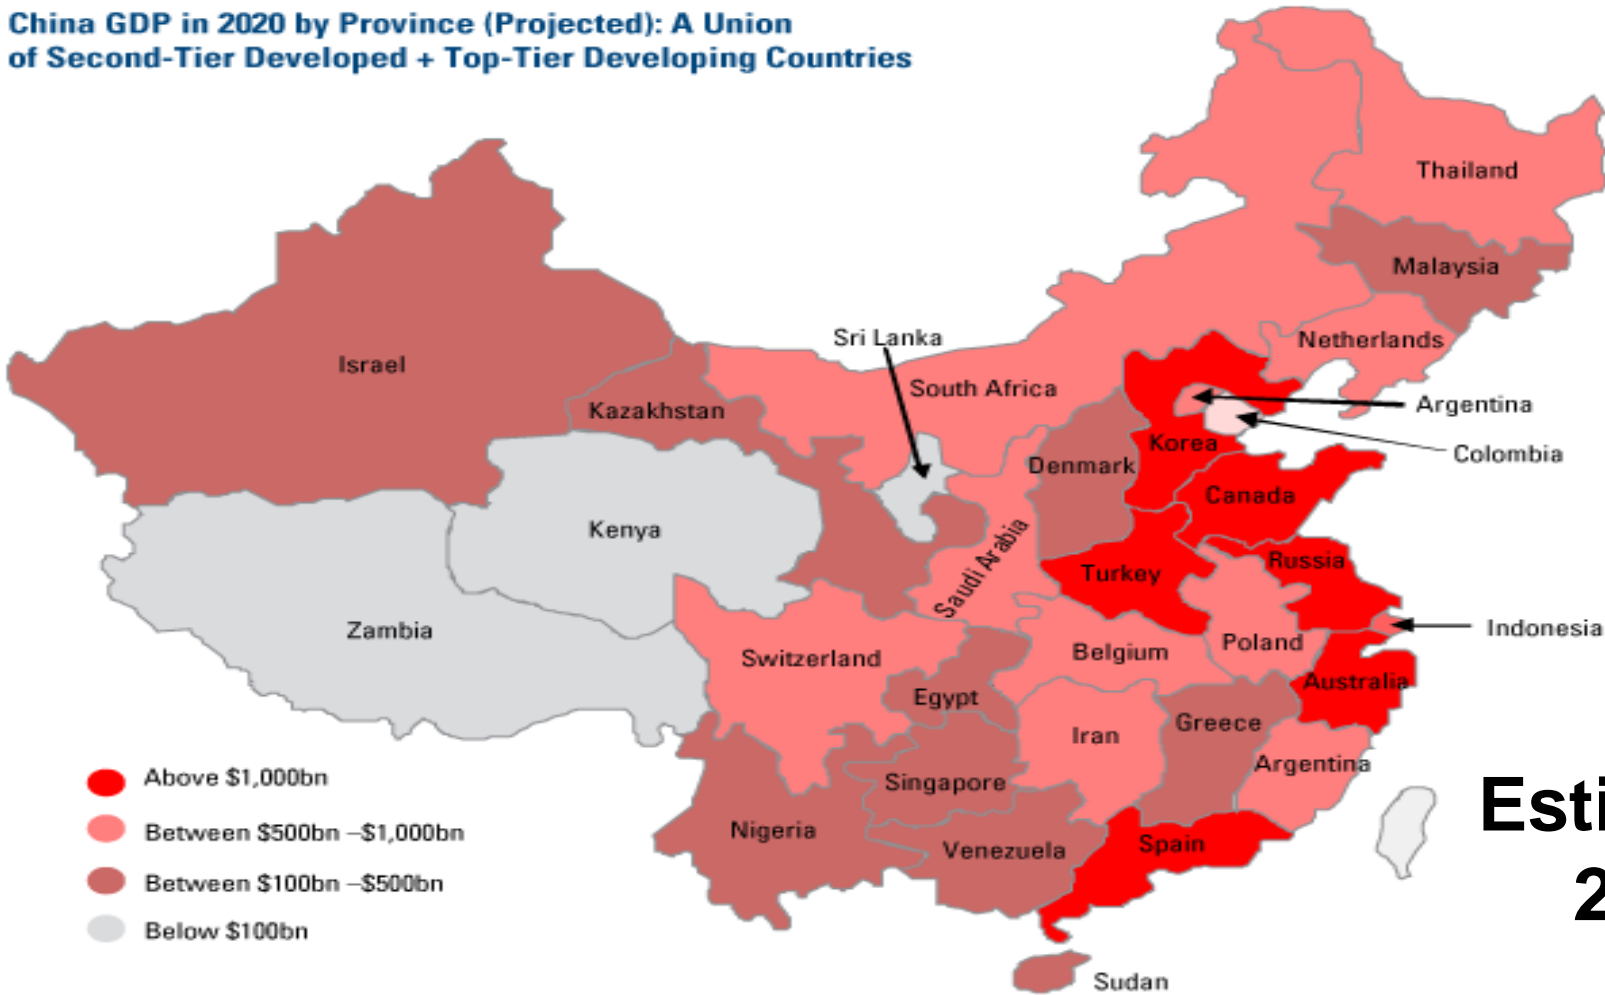 China GDP in 2020 by Province (Projected): A Union
of Second-Tier Developed + Top-Tier Developing Countries
Thailand
Malaysia
Netherlands
Sri Lanka
Israel
South Africa
Kazakhstan
Argentina
Korea
Colombia
Denmark
Canada
Kenya
Saudi Arabia
Russia
Turkey
Zambia
Indonesia
Poland
Belgium
Switzerland
Australia
Egypt
Greece
Iran
Argentina
Above $1,000bn
Singapore
Between $500bn –$1,000bn
Nigeria
Spain
Venezuela
Between $100bn –$500bn
Below $100bn
Sudan
Esti
2